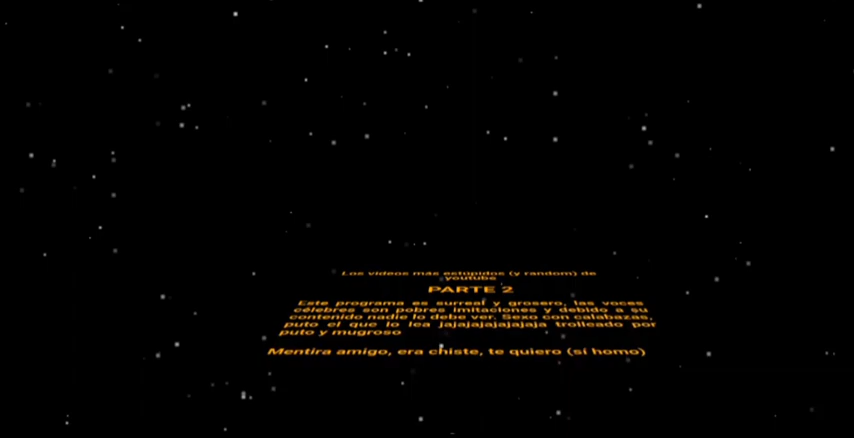 Los videos más estupidos (y random) de
youtube
PARTE 2
Este programa es surreal y grosero, las voces
célebres son pobres imitaciones y debido a su
contenido nadie lo debe ver. Sexo con calabazas,
puto el que lo lea jajajajajajaja trolleado por
puto y mugroso
Mentira amigo, era chiste, te quiero (sí homo)